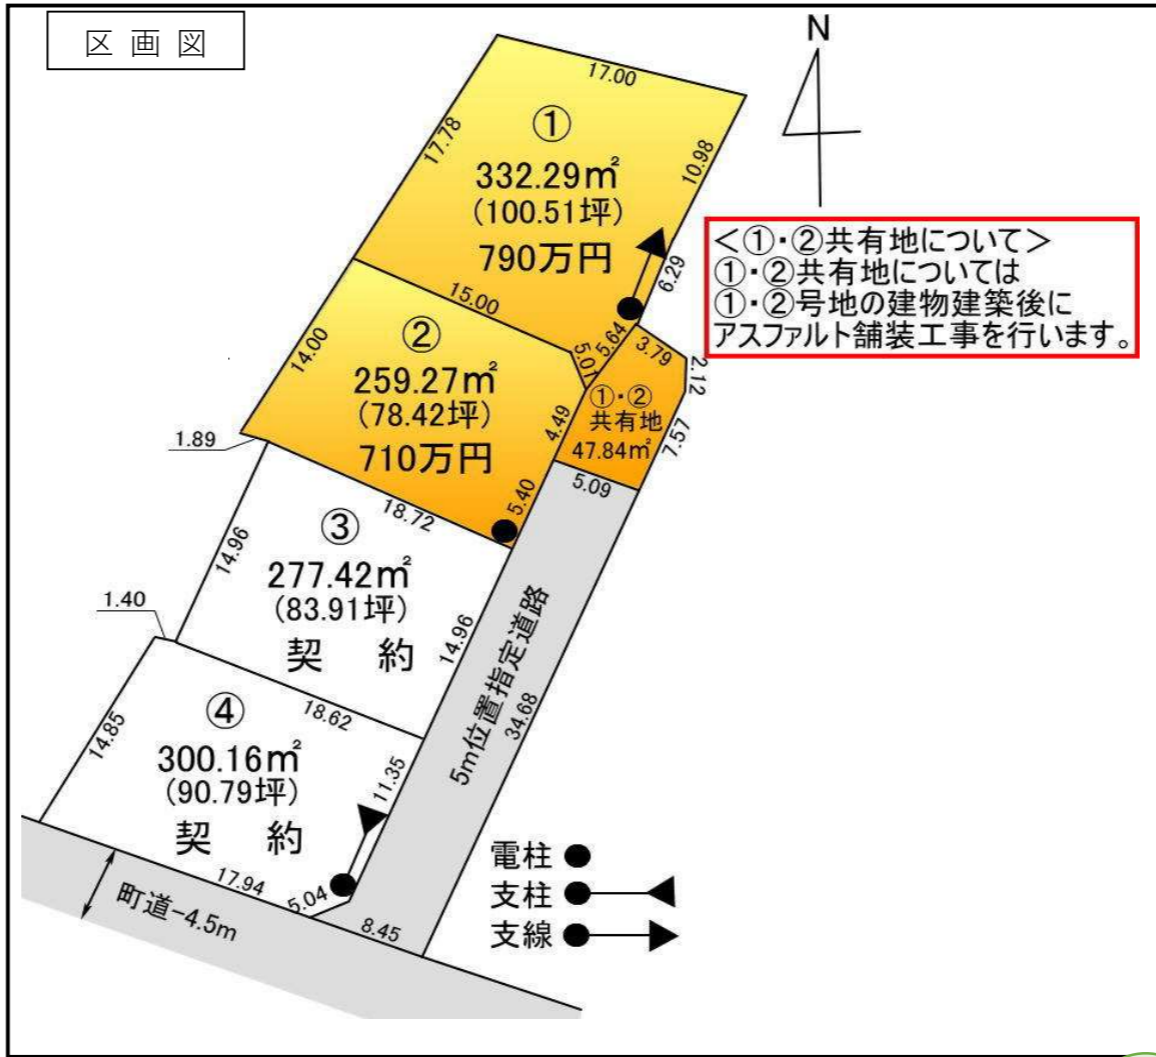 区画図
N
17.00
17.78
①
332.29㎡
(100.51坪)
790万円
10.98
6.29
<①・②共有地について>
①・②共有地については
①・②号地の建物建築後に
アスファルト舗装工事を行います。
15.00
5.01
5.64
3.79
2.12
14.00
②
259.27㎡
(78.42坪)
710万円
4.49
5.40
①・②
共有地
47.84㎡
7.57
5.09
1.89
18.72
14.96
③
277.42㎡
(83.91坪)
契約
14.96
5m位置指定道路
34.68
1.40
18.62
14.85
④
300.16㎡
(90.79坪)
契約
11.35
17.94
5.04
8.45
町道-4.5m
電柱
支柱
支線